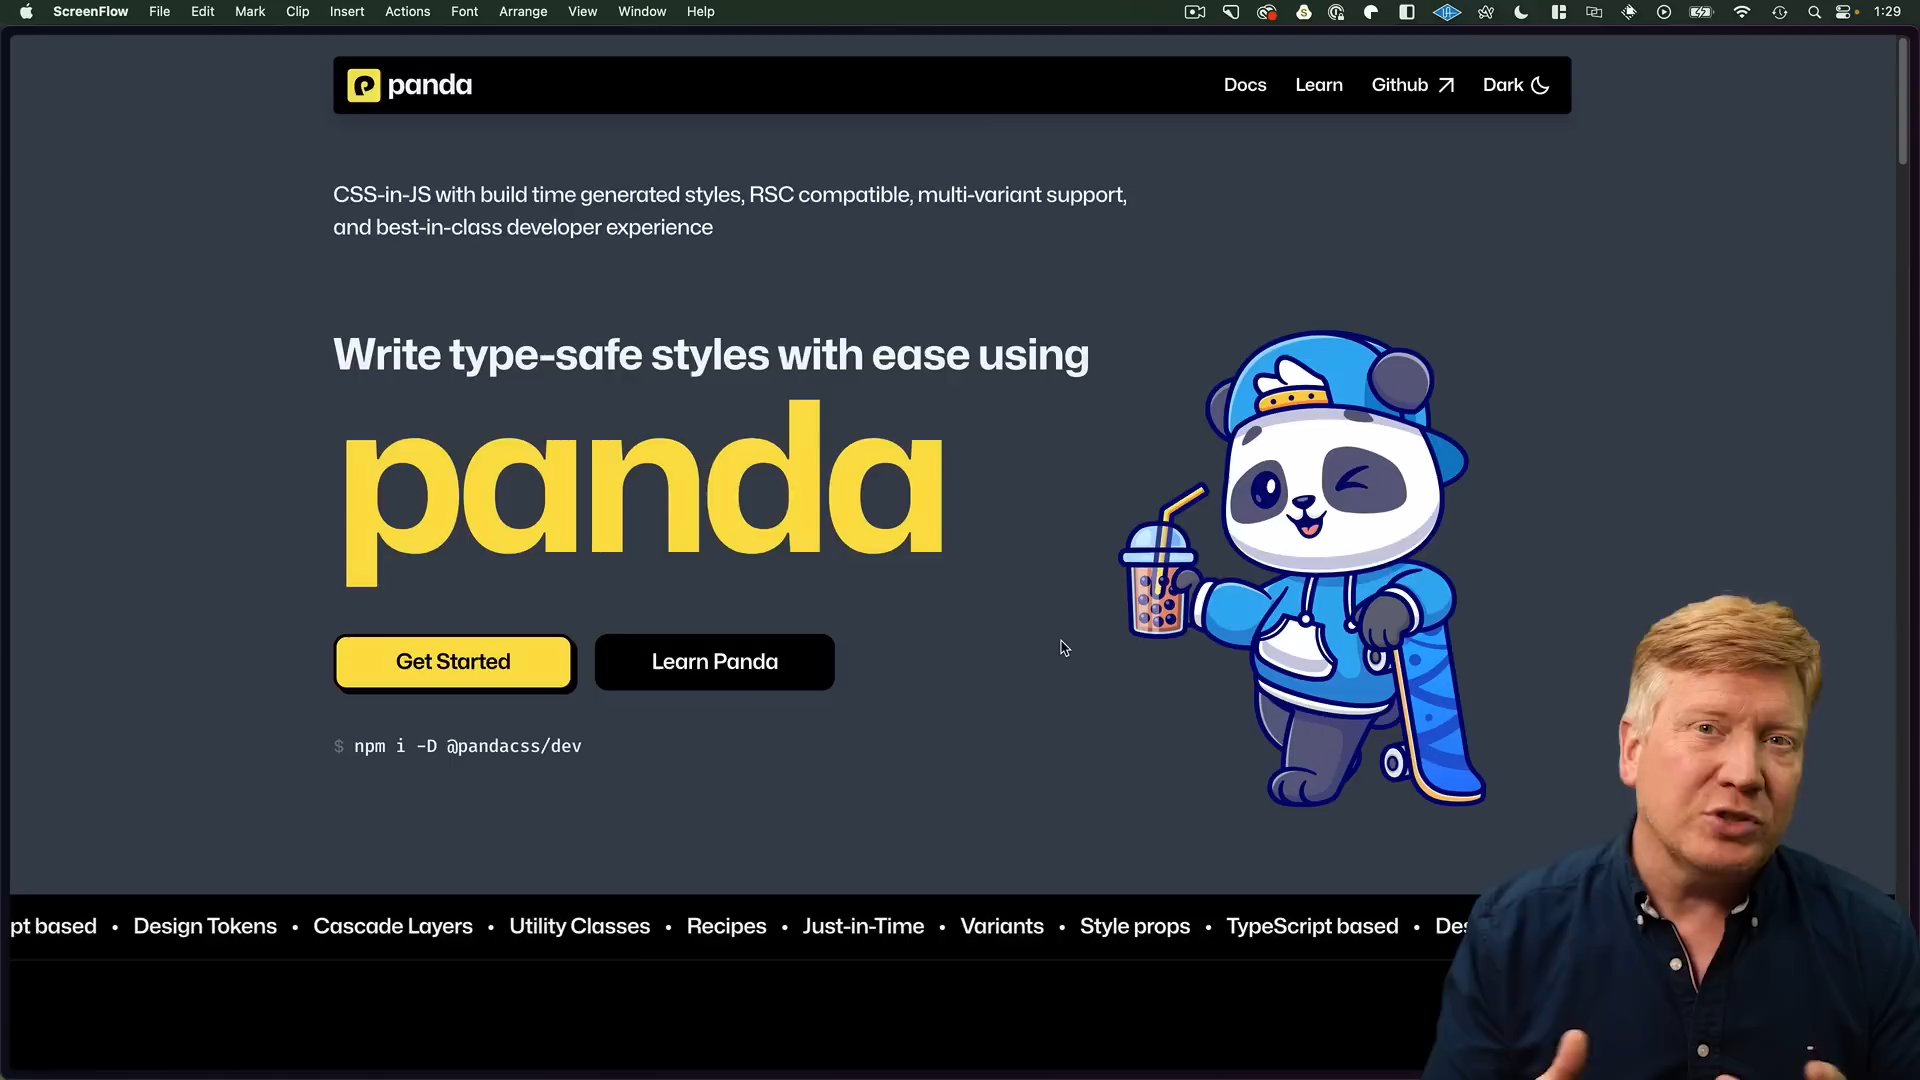 ScreenFlow File Edit Mark Clip Insert Actions Font Arrange View Window Help 1:29
panda Docs Learn Github Dark
CSS-in-JS with build time generated styles, RSC compatible, multi-variant support,
and best-in-class developer experience
Write type-safe styles with ease using
panda
Get Started Learn Panda
$ npm i -D @pandacss/dev
pt based • Design Tokens • Cascade Layers • Utility Classes • Recipes • Just-in-Time • Variants • Style props • TypeScript based • Des